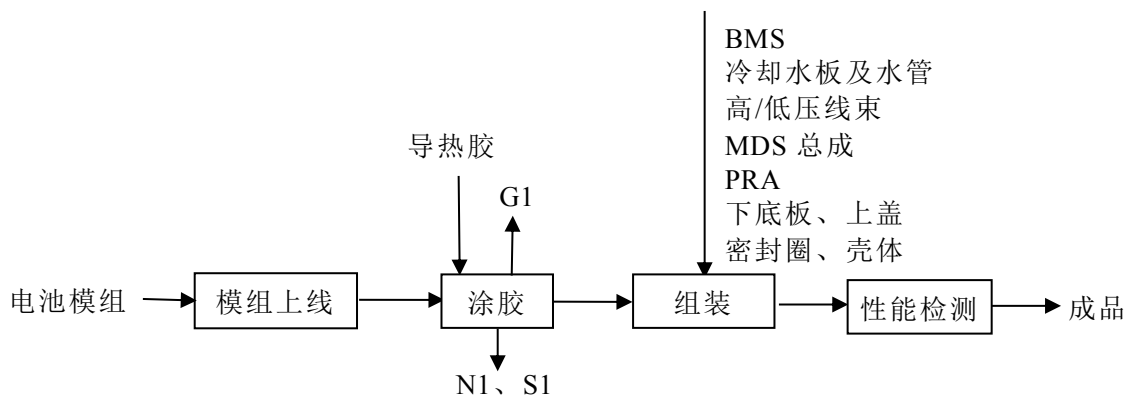 BMS
冷却水板及水管
高/低压线束
MDS 总成
PRA
下底板、上盖
密封圈、壳体
导热胶
G1
电池模组
模组上线
涂胶
组装
性能检测
成品
N1、S1